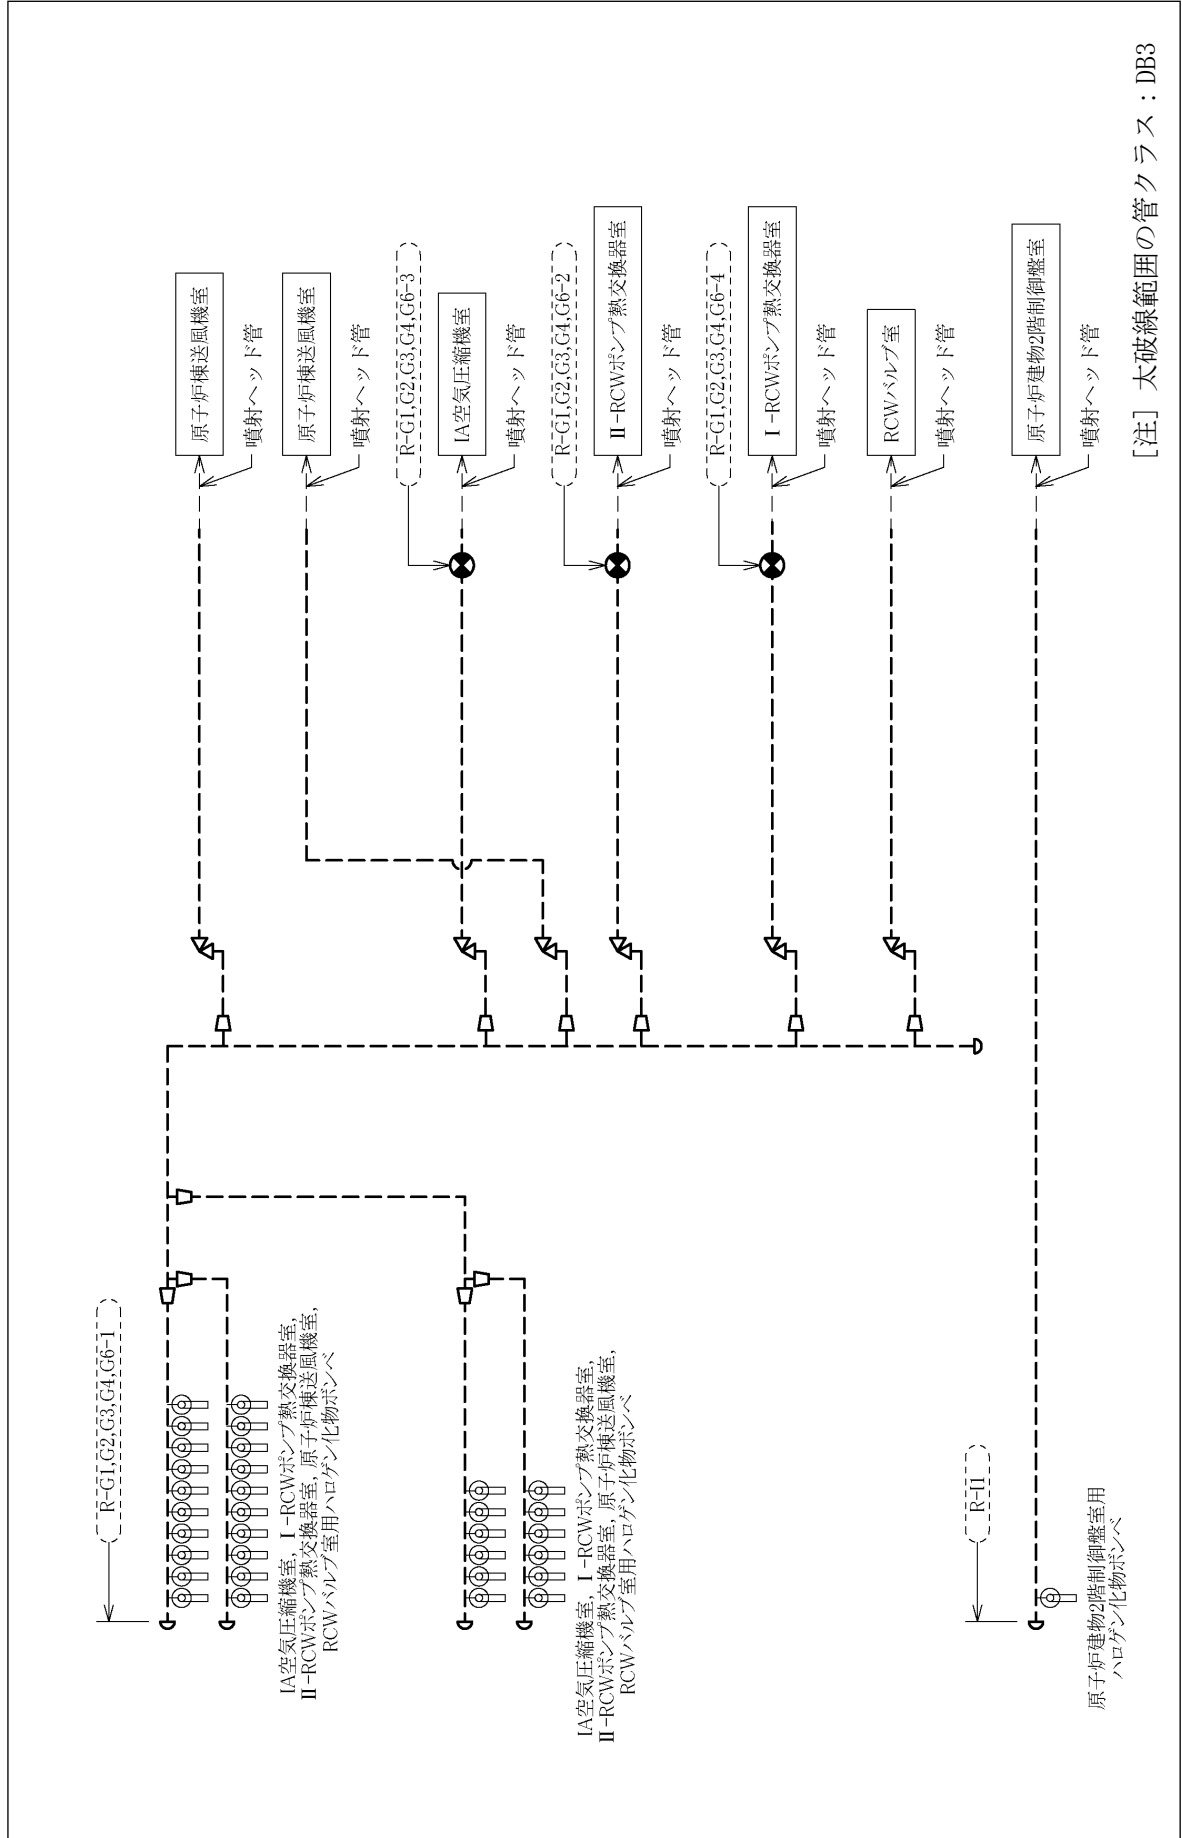 R-G1,G2,G3,G4,G6-1
IA空気圧縮機室, Ⅰ-RCWポンプ熱交換器室,
Ⅱ-RCWポンプ熱交換器室, 原子炉棟送風機室,
RCWバルブ室用ハロゲン化物ボンベ
IA空気圧縮機室, Ⅰ-RCWポンプ熱交換器室,
Ⅱ-RCWポンプ熱交換器室, 原子炉棟送風機室,
RCWバルブ室用ハロゲン化物ボンベ
R-I1
原子炉建物2階制御盤室用
ハロゲン化物ボンベ
原子炉棟送風機室
噴射ヘッド管
原子炉棟送風機室
噴射ヘッド管
R-G1,G2,G3,G4,G6-3
IA空気圧縮機室
噴射ヘッド管
R-G1,G2,G3,G4,G6-2
Ⅱ-RCWポンプ熱交換器室
噴射ヘッド管
R-G1,G2,G3,G4,G6-4
Ⅰ-RCWポンプ熱交換器室
噴射ヘッド管
RCWバルブ室
噴射ヘッド管
原子炉建物2階制御盤室
噴射ヘッド管
[注] 太破線範囲の管クラス：DB3